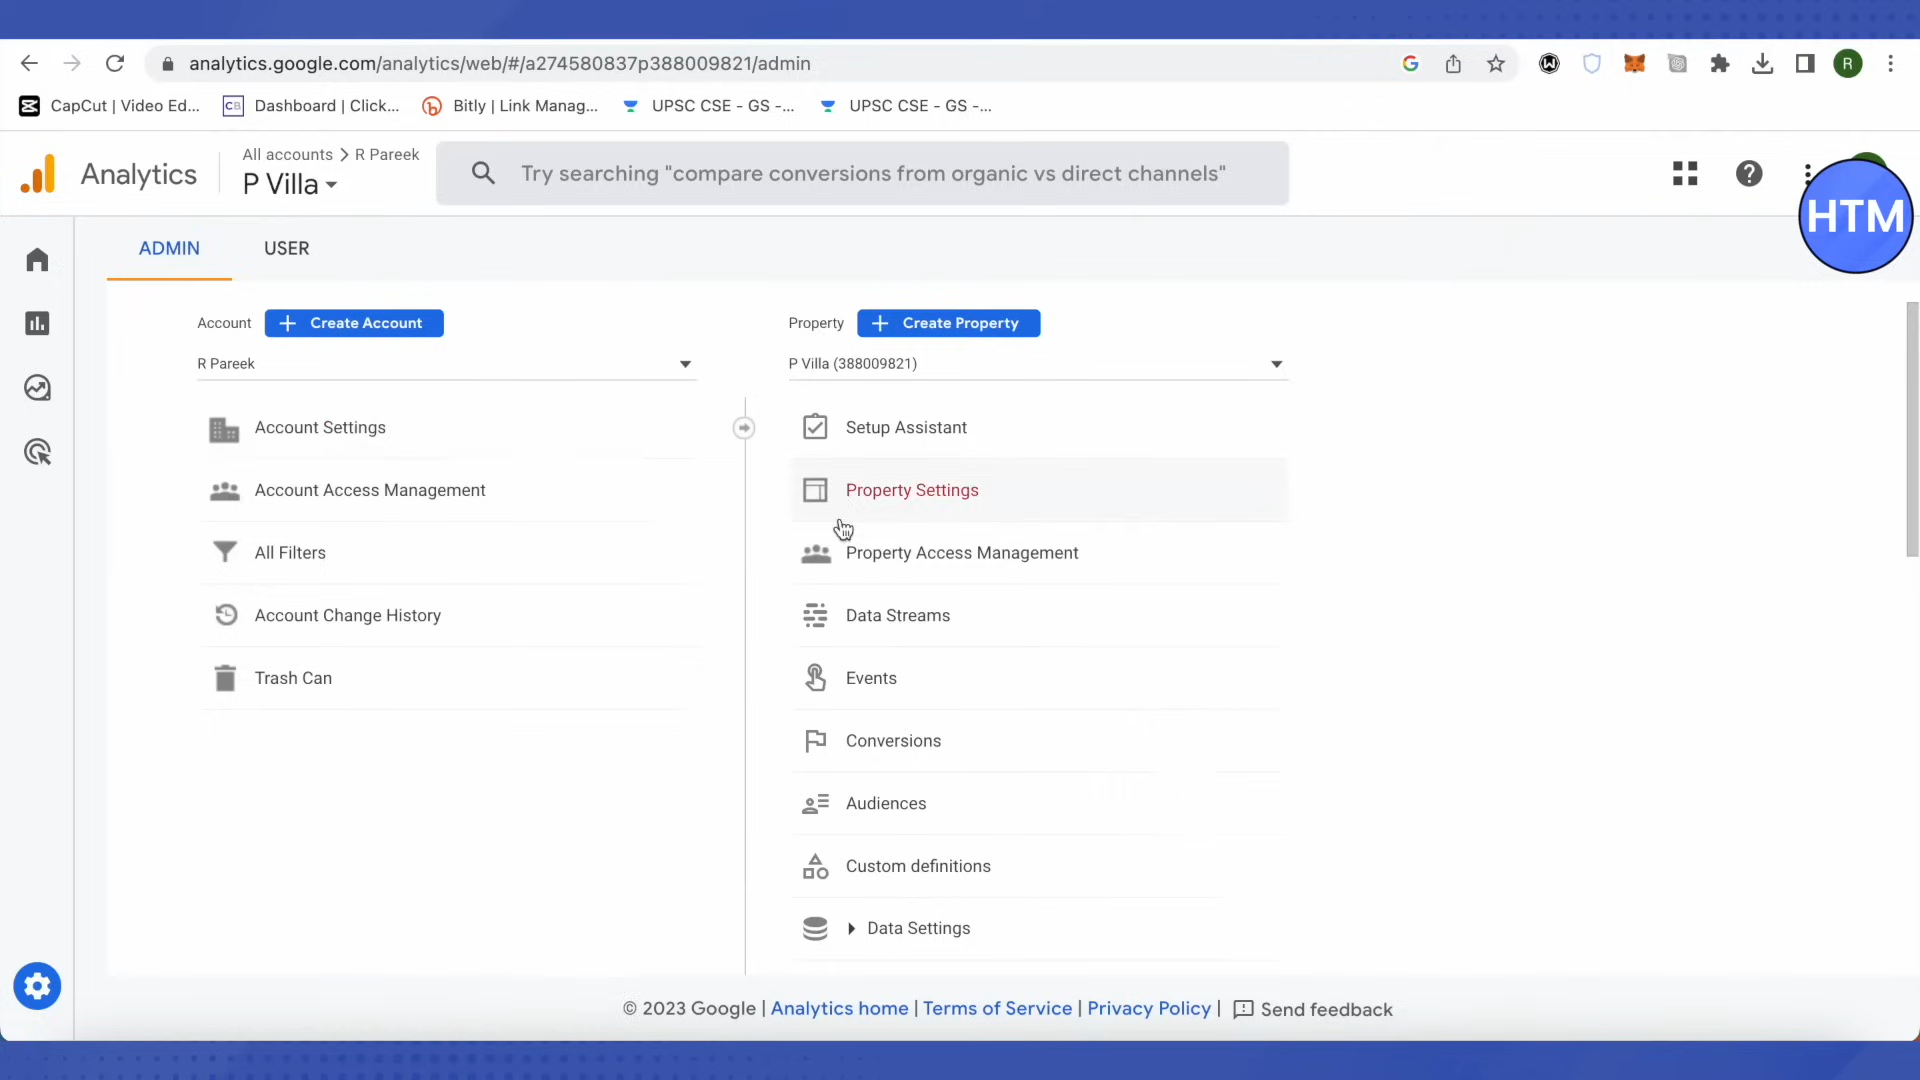 analytics.google.com/analytics/web/#/a274580837p388009821/admin
R
CapCut | Video Ed...
CB
Dashboard | Click...
Bitly | Link Manag...
UPSC CSE - GS -...
UPSC CSE - GS -...
Analytics
All accounts > R Pareek
P Villa
Try searching "compare conversions from organic vs direct channels"
HTM
ADMIN
USER
Account
+ Create Account
Property
+ Create Property
R Pareek
P Villa (388009821)
Account Settings
Account Access Management
All Filters
Account Change History
Trash Can
Setup Assistant
Property Settings
Property Access Management
Data Streams
Events
Conversions
Audiences
Custom definitions
Data Settings
© 2023 Google | Analytics home | Terms of Service | Privacy Policy | Send feedback